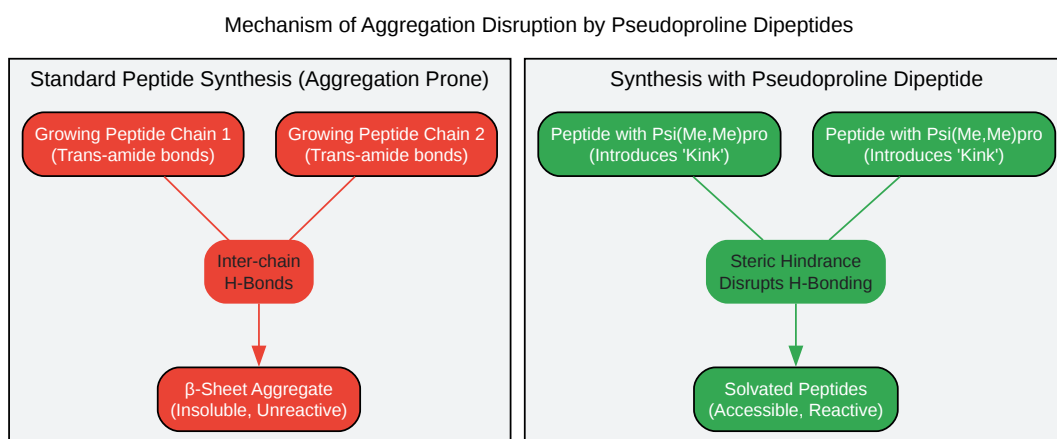 Mechanism of Aggregation Disruption by Pseudoproline Dipeptides
Standard Peptide Synthesis (Aggregation Prone)
Growing Peptide Chain 1
(Trans-amide bonds)
Growing Peptide Chain 2
(Trans-amide bonds)
Inter-chain
H-Bonds
β-Sheet Aggregate
(Insoluble, Unreactive)
Synthesis with Pseudoproline Dipeptide
Peptide with Psi(Me,Me)pro
(Introduces 'Kink')
Peptide with Psi(Me,Me)pro
(Introduces 'Kink')
Steric Hindrance
Disrupts H-Bonding
Solvated Peptides
(Accessible, Reactive)